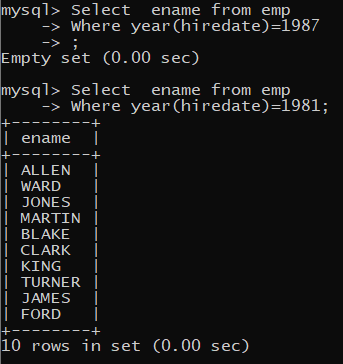 mysql> Select  ename from emp
    -> Where year(hiredate)=1987
    -> ;
Empty set (0.00 sec)
mysql> Select  ename from emp
    -> Where year(hiredate)=1981;
+--------+
| ename  |
+--------+
| ALLEN  |
| WARD   |
| JONES  |
| MARTIN |
| BLAKE  |
| CLARK  |
| KING   |
| TURNER |
| JAMES  |
| FORD   |
+--------+
10 rows in set (0.00 sec)